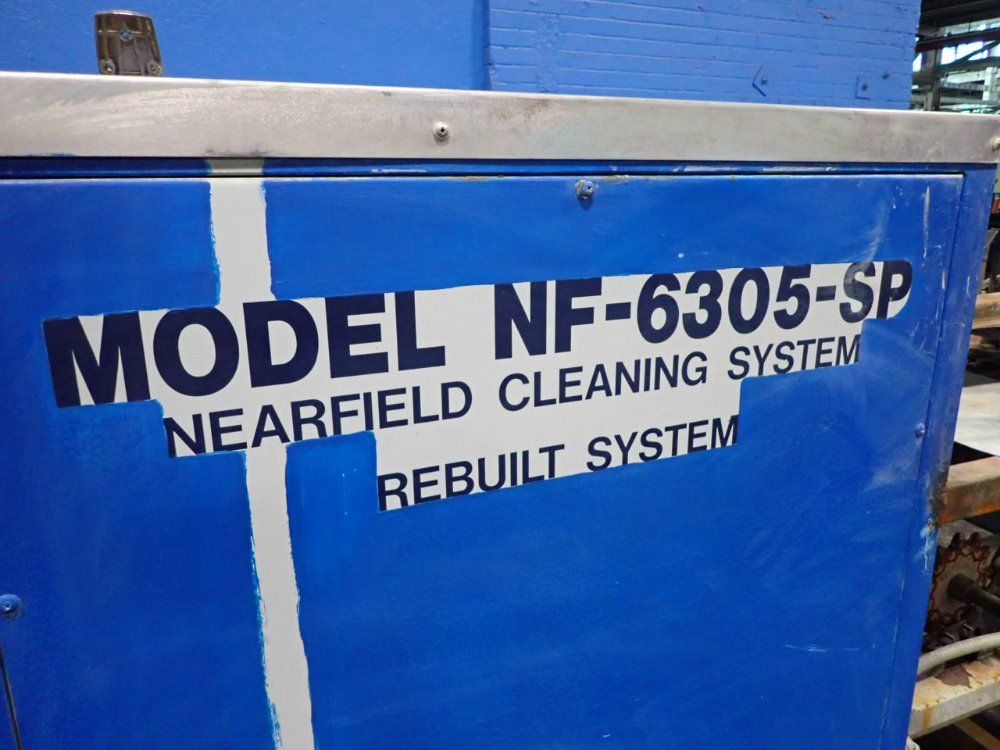 MODEL NF-6305-SP
NEARFIELD CLEANING SYSTEM
REBUILT SYSTEM